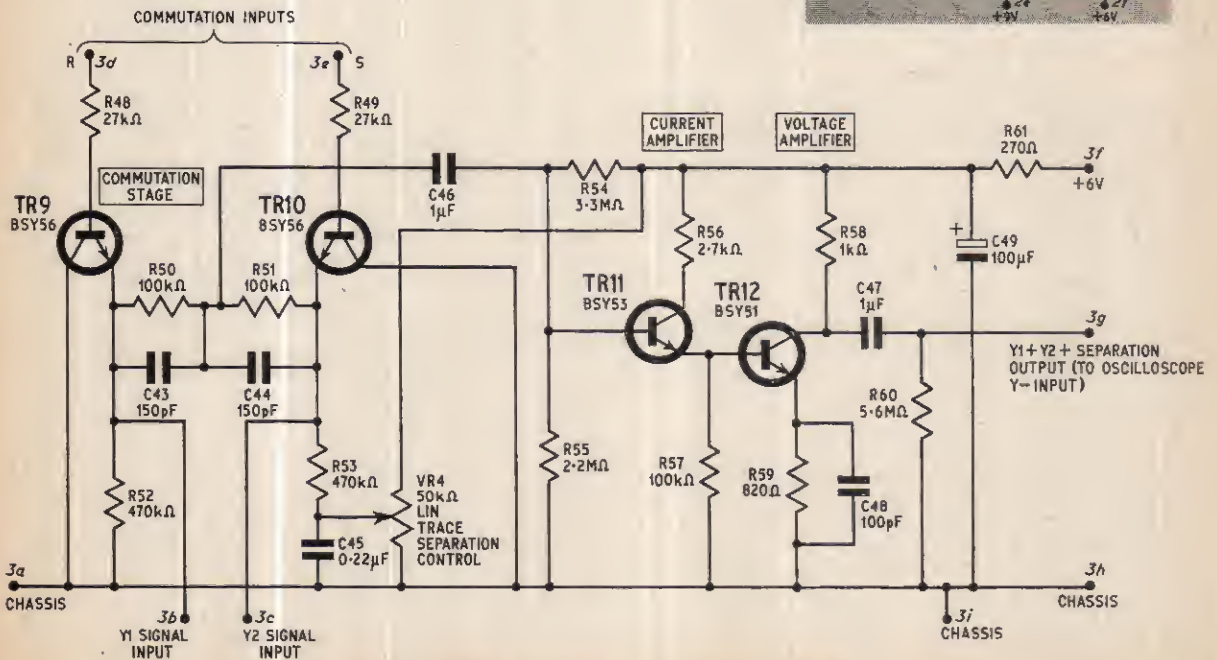 COMMUTATION INPUTS
2e
+9V
2f
+6V
R
3d
3e
S
R48
27kΩ
R49
27kΩ
CURRENT
AMPLIFIER
VOLTAGE
AMPLIFIER
R61
270Ω
3f
+6V
COMMUTATION
STAGE
C46
1µF
R54
3·3MΩ
TR9
BSY56
TR10
BSY56
R56
2·7kΩ
R58
1kΩ
+
C49
100µF
R50
100kΩ
R51
100kΩ
TR11
BSY53
TR12
BSY51
C47
1µF
3g
Y1+Y2+ SEPARATION
OUTPUT (TO OSCILLOSCOPE
Y-INPUT)
C43
150pF
C44
150pF
R60
5·6MΩ
R55
2·2MΩ
R57
100kΩ
R59
820Ω
C48
100pF
R52
470kΩ
R53
470kΩ
VR4
50kΩ
LIN
TRACE
SEPARATION
CONTROL
C45
0·22µF
3a
CHASSIS
3h
CHASSIS
3b
Y1 SIGNAL
INPUT
3c
Y2 SIGNAL
INPUT
3i
CHASSIS